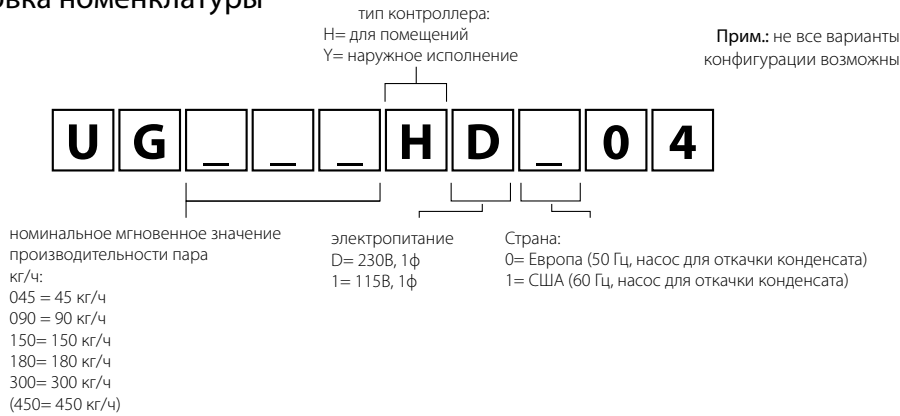 номенклатуры
тип контроллера:
H= для помещений
Y= наружное исполнение
Прим.: не все варианты
конфигурации возможны
U G _ _ _ H D _ 0 4
номинальное мгновенное значение
производительности пара
кг/ч:
045 = 45 кг/ч
090 = 90 кг/ч
150= 150 кг/ч
180= 180 кг/ч
300= 300 кг/ч
(450= 450 кг/ч)
электропитание
D= 230В, 1ф
1= 115В, 1ф
Страна:
0= Европа (50 Гц, насос для откачки конденсата)
1= США (60 Гц, насос для откачки конденсата)